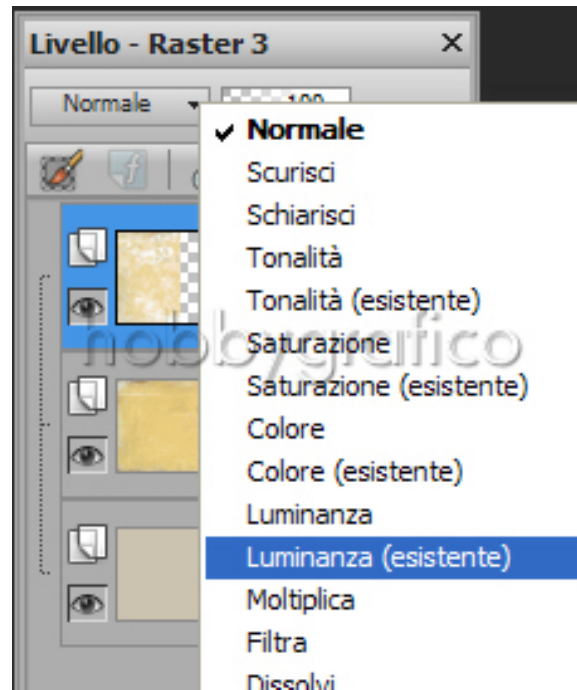 Livello - Raster 3
Normale
100
Normale
Scurisci
Schiarisci
Tonalità
Tonalità (esistente)
hobbygrafico
Saturazione
Saturazione (esistente)
Colore
Colore (esistente)
Luminanza
Luminanza (esistente)
Moltiplica
Filtra
Dissolvi